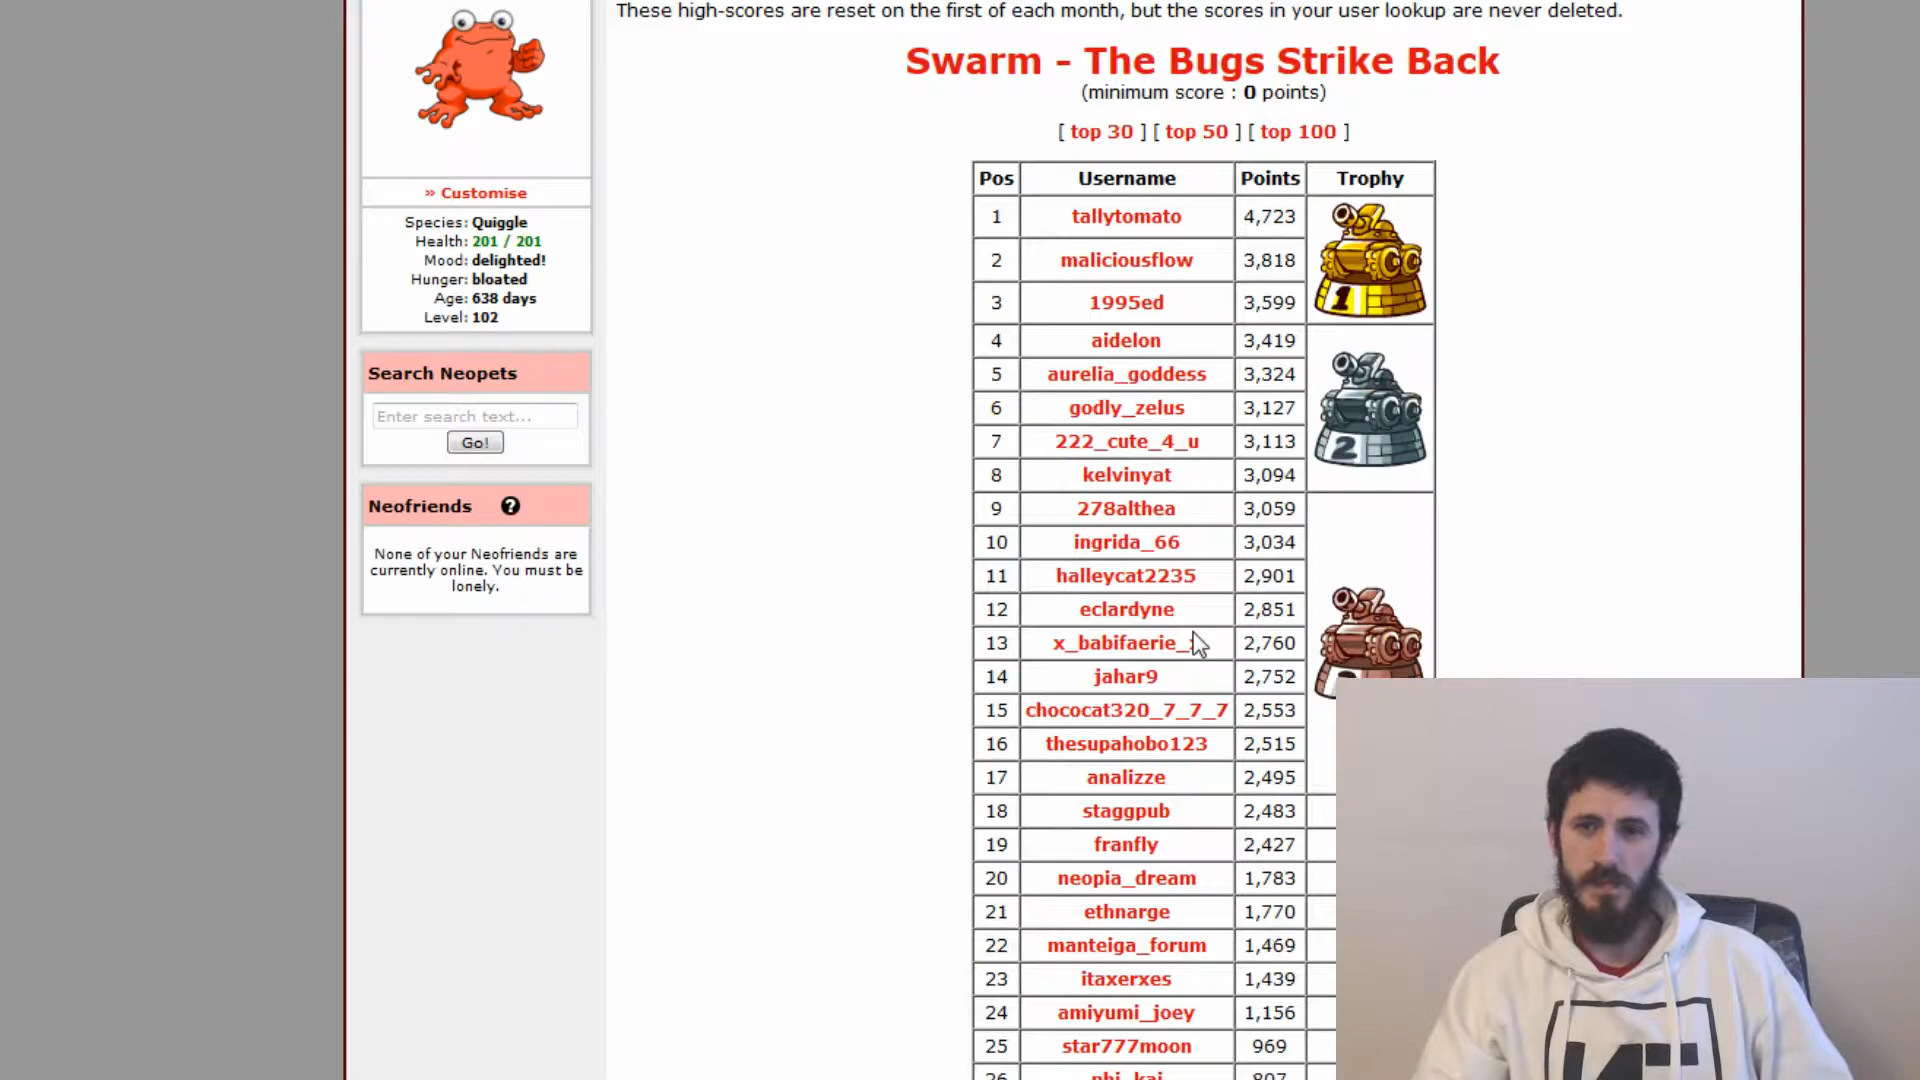 These high-scores are reset on the first of each month, but the scores in your user lookup are never deleted.
Swarm - The Bugs Strike Back
(minimum score : 0 points)
[ top 30 ] [ top 50 ] [ top 100 ]
Pos Username Points Trophy
1 tallytomato 4,723
2 maliciousflow 3,818
3 1995ed 3,599
1
4 aidelon 3,419
5 aurelia_goddess 3,324
6 godly_zelus 3,127
7 222_cute_4_u 3,113
8 kelvinyat 3,094
2
9 278althea 3,059
10 ingrida_66 3,034
11 halleycat2235 2,901
12 eclardyne 2,851
13 x_babifaerie_ 2,760
14 jahar9 2,752
15 chococat320_7_7_7 2,553
16 thesupahobo123 2,515
17 analizze 2,495
18 staggpub 2,483
19 franfly 2,427
20 neopia_dream 1,783
21 ethnarge 1,770
22 manteiga_forum 1,469
23 itaxerxes 1,439
24 amiyumi_joey 1,156
25 star777moon 969
» Customise
Species: Quiggle
Health: 201 / 201
Mood: delighted!
Hunger: bloated
Age: 638 days
Level: 102
Search Neopets
Enter search text...
Go!
Neofriends ?
None of your Neofriends are
currently online. You must be
lonely.